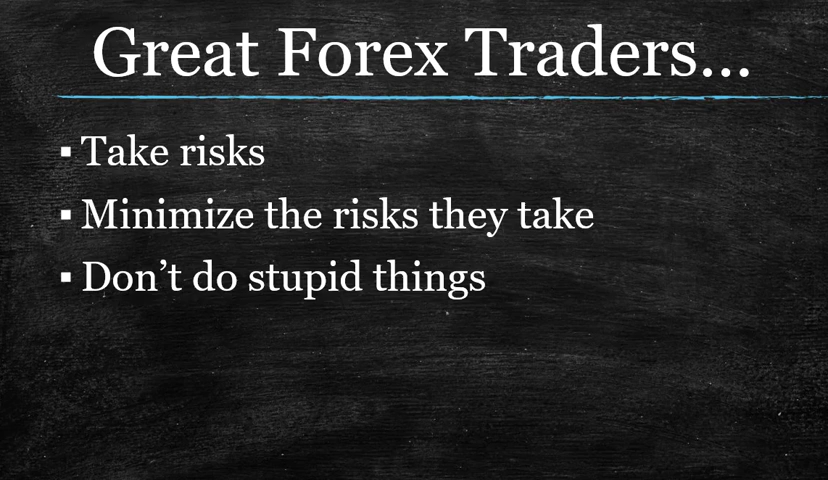 Great Forex Traders...
▪ Take risks
▪ Minimize the risks they take
▪ Don’t do stupid things